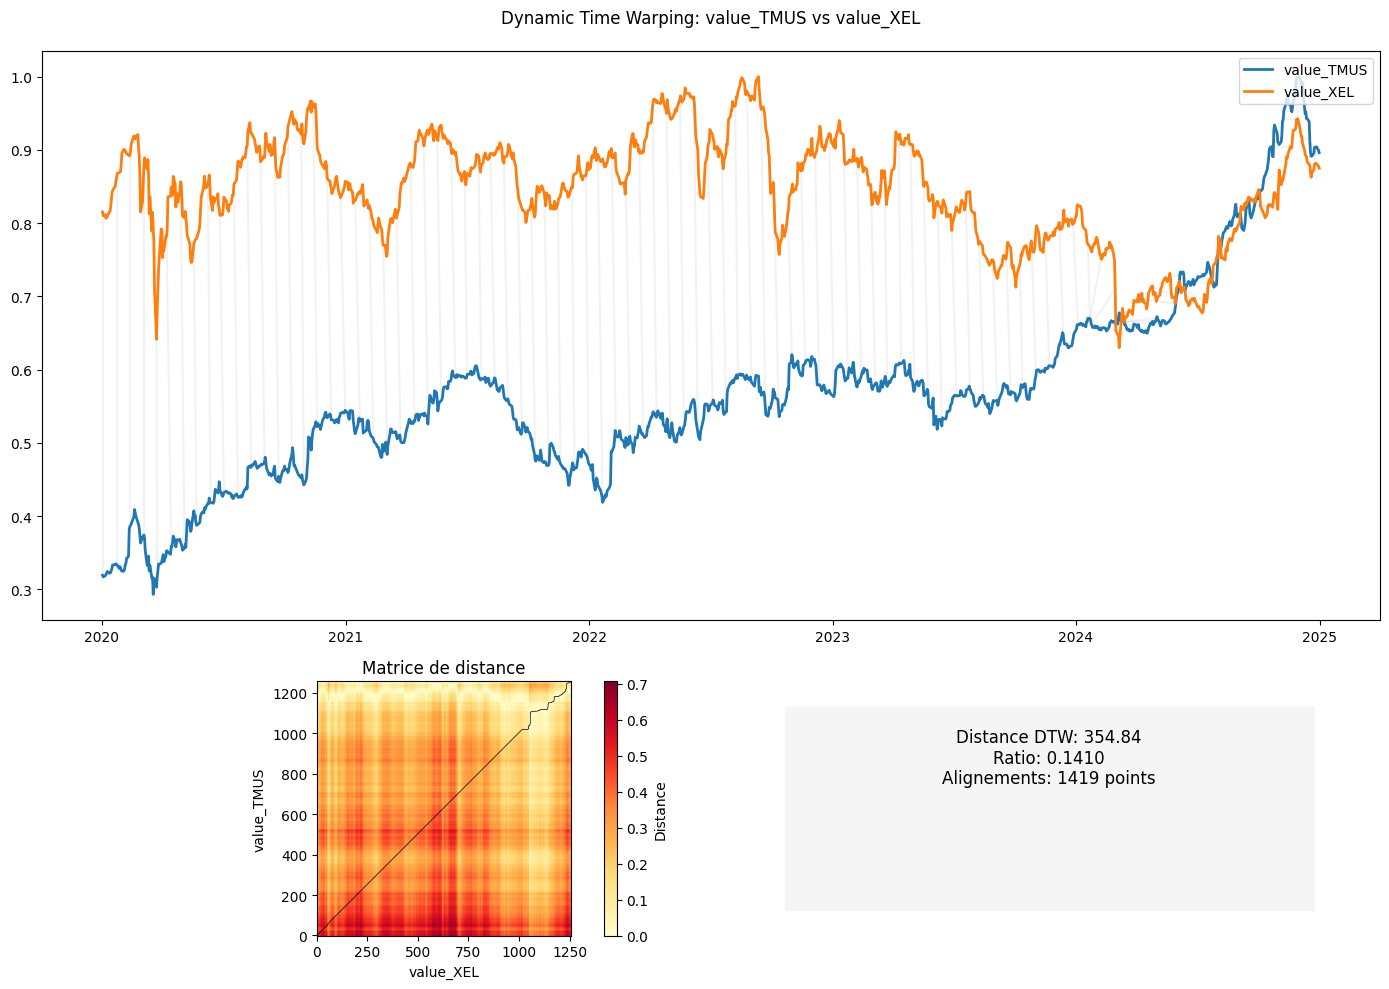 Dynamic Time Warping: value_TMUS vs value_XEL
value_TMUS
value_XEL
1.0
0.9
0.8
0.7
0.6
0.5
0.4
0.3
2020 2021 2022 2023 2024 2025
Matrice de distance
value_TMUS
1200
1000
800
600
400
200
0
0 250 500 750 1000 1250
value_XEL
0.7
0.6
0.5
0.4
0.3
0.2
0.1
0.0
Distance
Distance DTW: 354.84
Ratio: 0.1410
Alignements: 1419 points